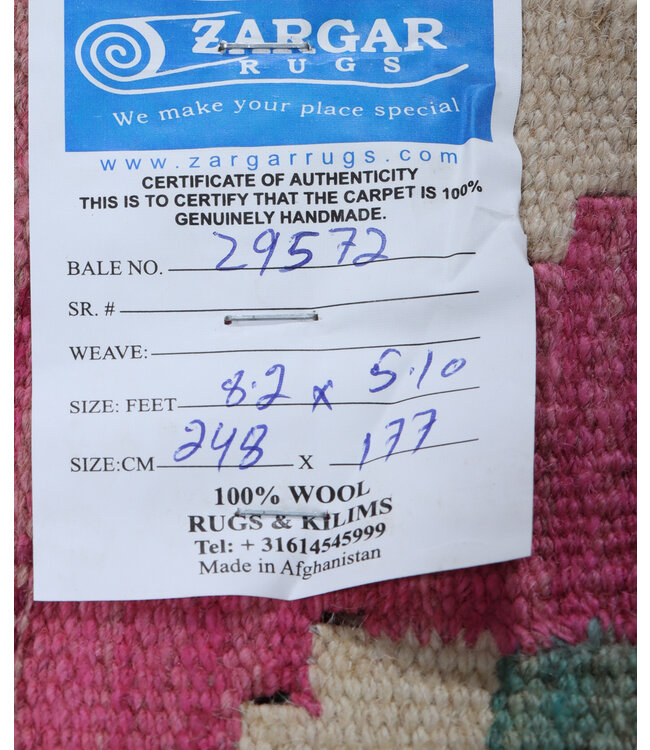 ZARGAR
RUGS
We make your place special
www.zargarrugs.com
CERTIFICATE OF AUTHENTICITY
THIS IS TO CERTIFY THAT THE CARPET IS 100%
GENUINELY HANDMADE.
BALE NO. 29572
SR. #
WEAVE:
SIZE: FEET 8.2 x 5.10
SIZE:CM 248 X 177
100% WOOL
RUGS & KILIMS
Tel: + 31614545999
Made in Afghanistan